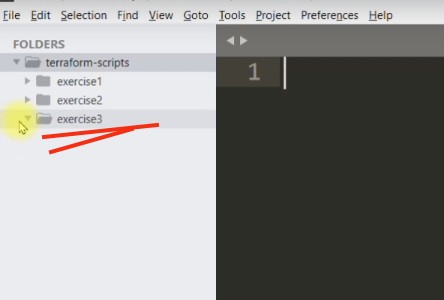 File Edit Selection Find View Goto Tools Project Preferences Help
FOLDERS
terraform-scripts
exercise1
exercise2
exercise3
1